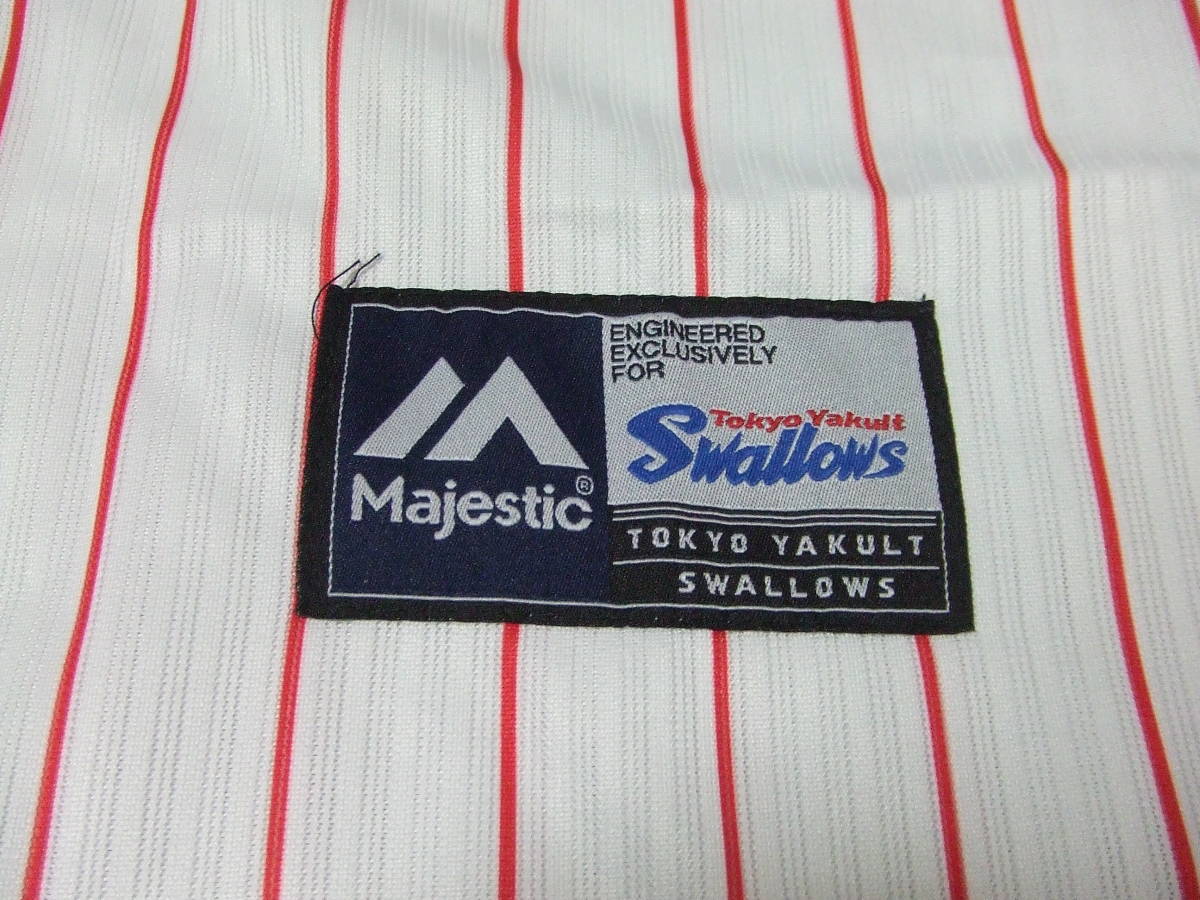 Majestic®
ENGINEERED
EXCLUSIVELY
FOR
Tokyo Yakult
Swallows
TOKYO YAKULT
SWALLOWS